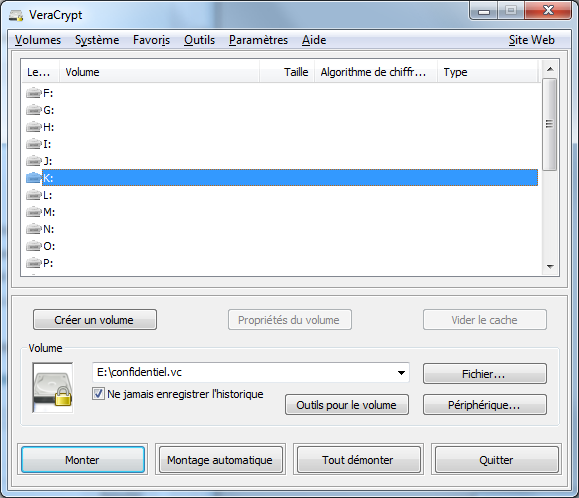 VeraCrypt
Volumes Système Favoris Outils Paramètres Aide Site Web
Le... Volume Taille Algorithme de chiffr... Type
F:
G:
H:
I:
J:
K:
L:
M:
N:
O:
P:
Créer un volume Propriétés du volume Vider le cache
Volume
E:\confidentiel.vc Fichier...
Ne jamais enregistrer l'historique
Outils pour le volume Périphérique...
Monter Montage automatique Tout démonter Quitter